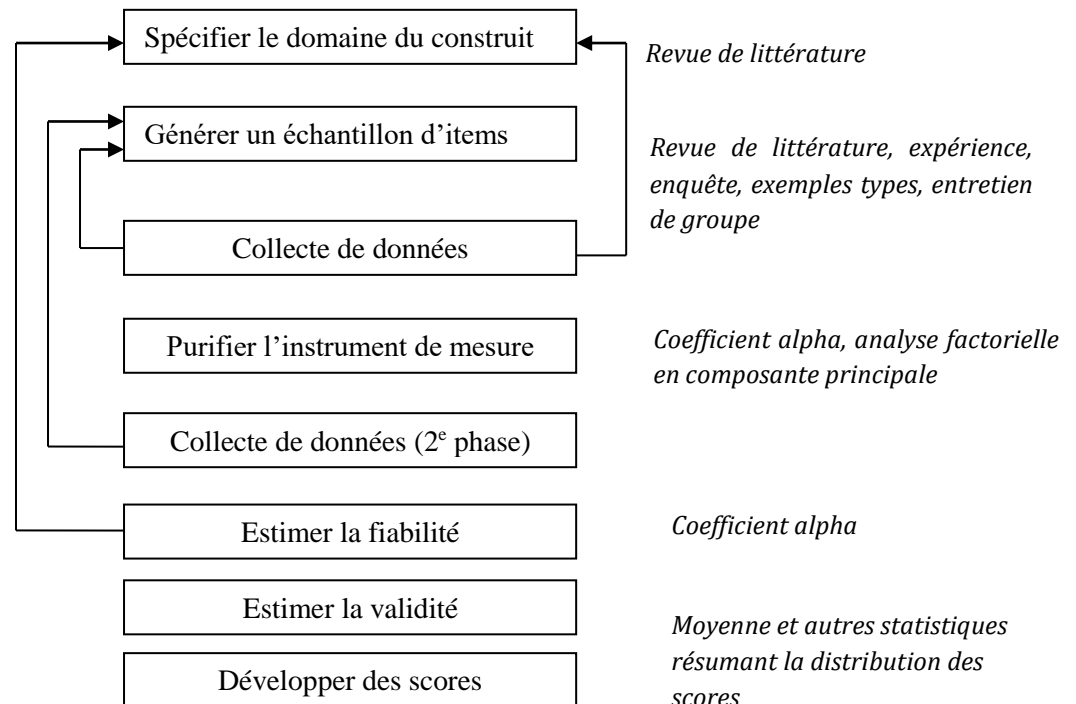 Spécifier le domaine du construit
Revue de littérature
Générer un échantillon d’items
Revue de littérature, expérience,
enquête, exemples types, entretien
de groupe
Collecte de données
Purifier l’instrument de mesure
Coefficient alpha, analyse factorielle
en composante principale
Collecte de données (2e phase)
Estimer la fiabilité
Coefficient alpha
Estimer la validité
Développer des scores
Moyenne et autres statistiques
résumant la distribution des
scores